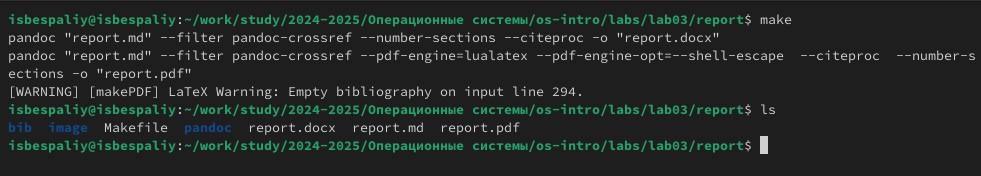 isbespaliy@isbespaliy:~/work/study/2024-2025/Операционные системы/os-intro/labs/lab03/report$ make
pandoc "report.md" --filter pandoc-crossref --number-sections --citeproc -o "report.docx"
pandoc "report.md" --filter pandoc-crossref --pdf-engine=lualatex --pdf-engine-opt=--shell-escape  --citeproc  --number-s
ections -o "report.pdf"
[WARNING] [makePDF] LaTeX Warning: Empty bibliography on input line 294.
isbespaliy@isbespaliy:~/work/study/2024-2025/Операционные системы/os-intro/labs/lab03/report$ ls
bib  image  Makefile  pandoc  report.docx  report.md  report.pdf
isbespaliy@isbespaliy:~/work/study/2024-2025/Операционные системы/os-intro/labs/lab03/report$